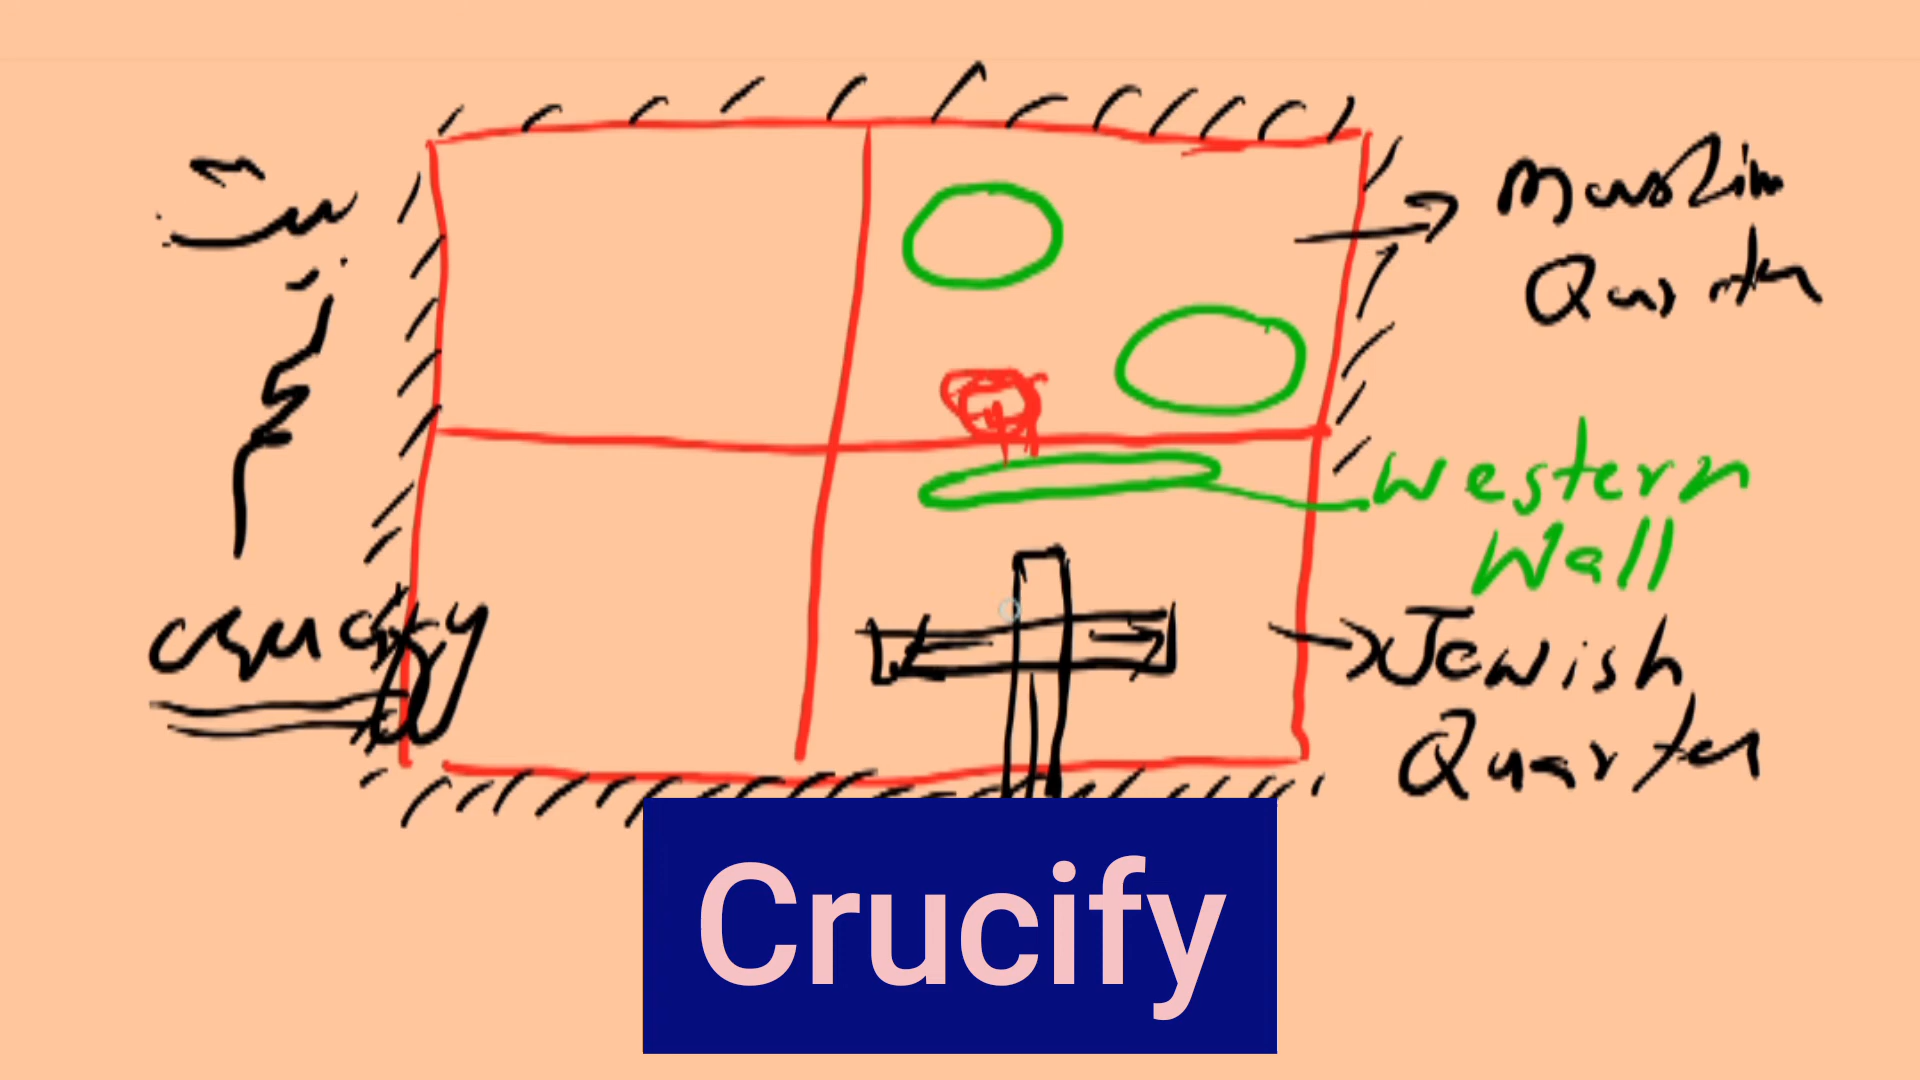 Muslim
Quarter
Western
Wall
Jewish
Quarter
crucify
Crucify